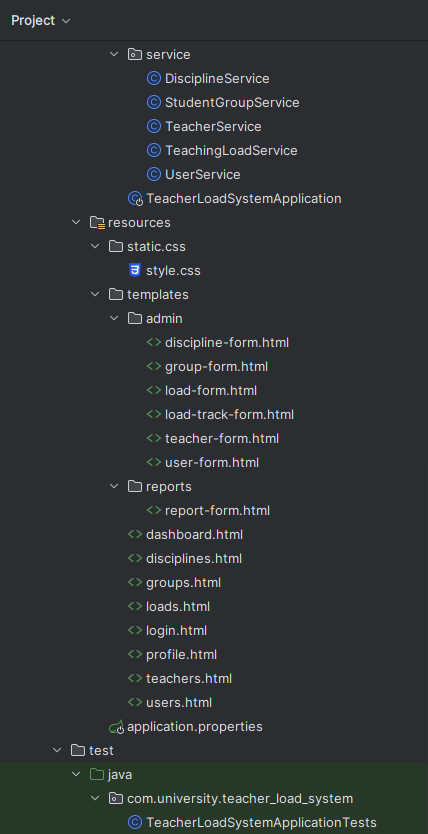 Project
service
DisciplineService
StudentGroupService
TeacherService
TeachingLoadService
UserService
TeacherLoadSystemApplication
resources
static.css
style.css
templates
admin
discipline-form.html
group-form.html
load-form.html
load-track-form.html
teacher-form.html
user-form.html
reports
report-form.html
dashboard.html
disciplines.html
groups.html
loads.html
login.html
profile.html
teachers.html
users.html
application.properties
test
java
com.university.teacher_load_system
TeacherLoadSystemApplicationTests